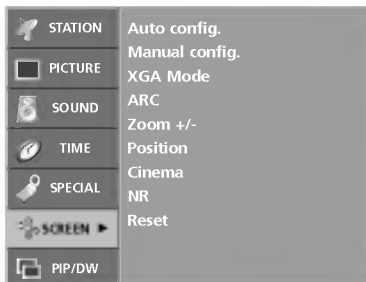 STATION
PICTURE
SOUND
TIME
SPECIAL
SCREEN
PIP/DW
Auto config.
Manual config.
XGA Mode
ARC
Zoom +/-
Position
Cinema
NR
Reset